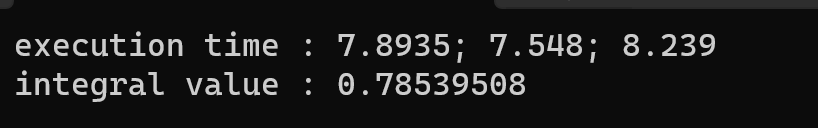 execution time : 7.8935; 7.548; 8.239
integral value : 0.78539508